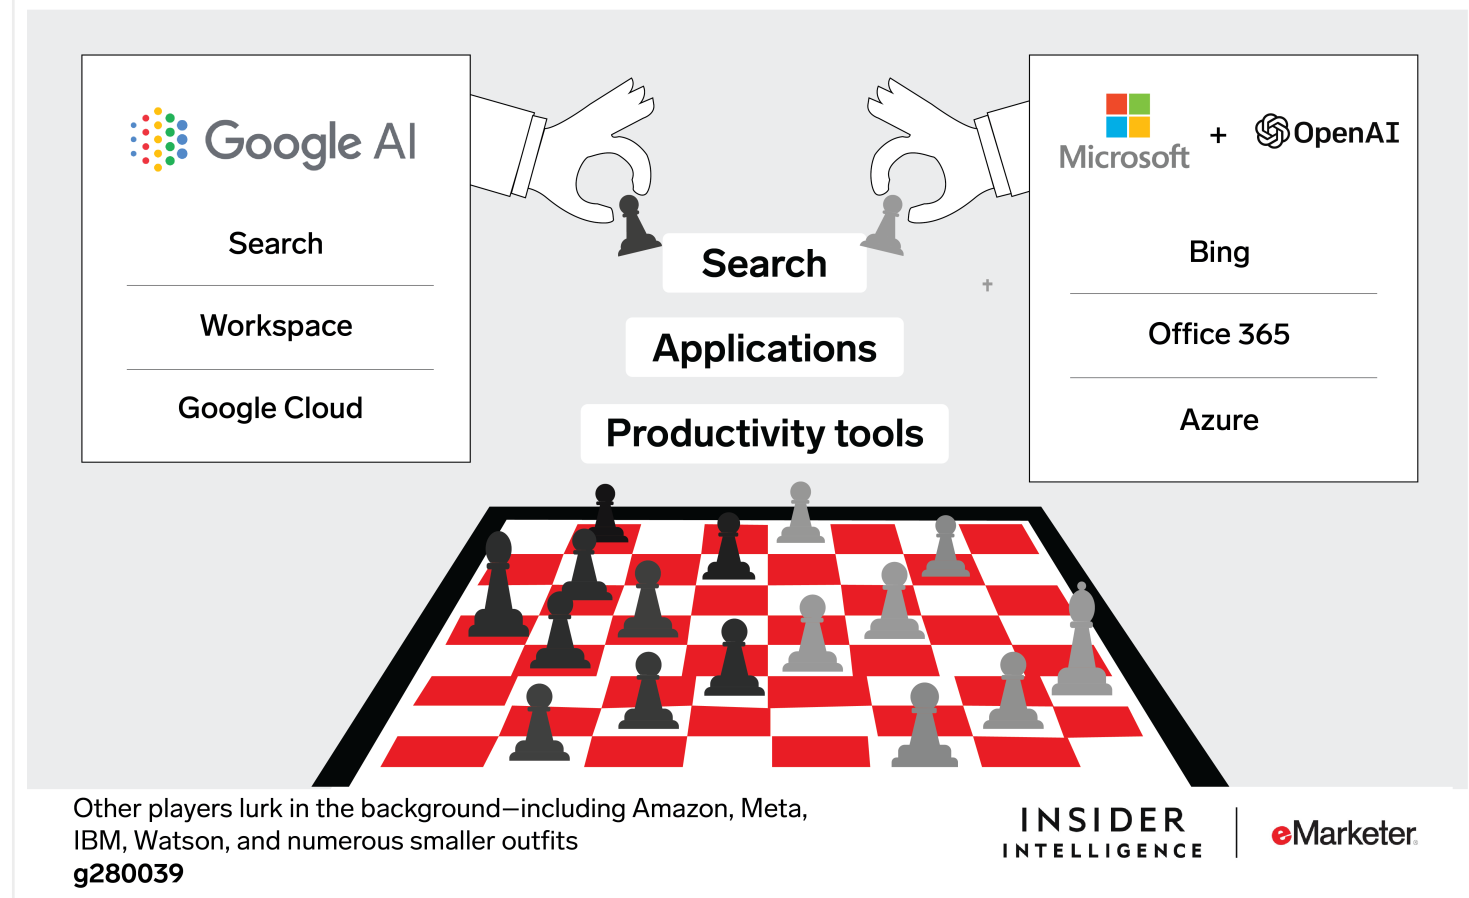 Google AI
Search
Workspace
Google Cloud
Search
Applications
Productivity tools
Microsoft
+
OpenAI
Bing
Office 365
Azure
Other players lurk in the background—including Amazon, Meta,
IBM, Watson, and numerous smaller outfits
g280039
INSIDER
INTELLIGENCE
eMarketer